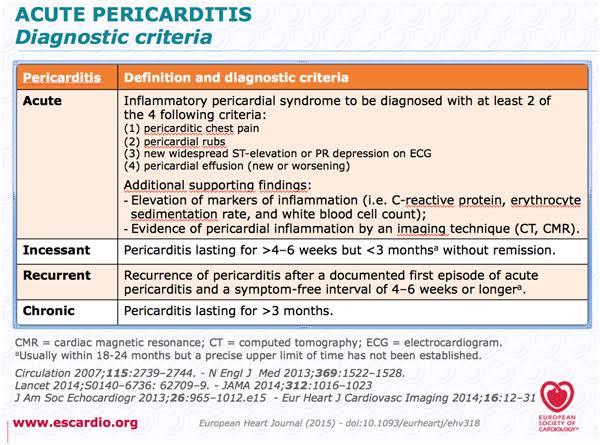 ACUTE PERICARDITIS
Diagnostic criteria
Pericarditis Definition and diagnostic criteria
Acute Inflammatory pericardial syndrome to be diagnosed with at least 2 of
the 4 following criteria:
(1) pericarditic chest pain
(2) pericardial rubs
(3) new widespread ST-elevation or PR depression on ECG
(4) pericardial effusion (new or worsening)
Additional supporting findings:
- Elevation of markers of inflammation (i.e. C-reactive protein, erythrocyte
sedimentation rate, and white blood cell count);
- Evidence of pericardial inflammation by an imaging technique (CT, CMR).
Incessant Pericarditis lasting for >4–6 weeks but <3 monthsª without remission.
Recurrent Recurrence of pericarditis after a documented first episode of acute
pericarditis and a symptom-free interval of 4–6 weeks or longerª.
Chronic Pericarditis lasting for >3 months.
CMR = cardiac magnetic resonance; CT = computed tomography; ECG = electrocardiogram.
ªUsually within 18-24 months but a precise upper limit of time has not been established.
Circulation 2007;115:2739–2744. - N Engl J Med 2013;369:1522–1528.
Lancet 2014;S0140–6736: 62709–9. - JAMA 2014;312:1016–1023
J Am Soc Echocardiogr 2013;26:965–1012.e15 - Eur Heart J Cardiovasc Imaging 2014;16:12–31
www.escardio.org European Heart Journal (2015) - doi:10.1093/eurheartj/ehv318
EUROPEAN
SOCIETY OF
CARDIOLOGY®